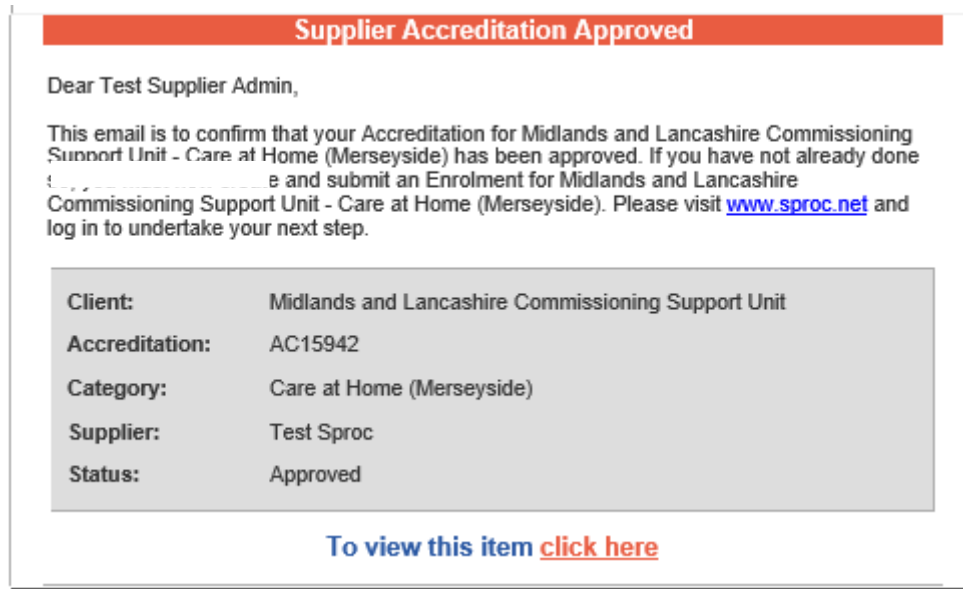 Supplier Accreditation Approved
Dear Test Supplier Admin,
This email is to confirm that your Accreditation for Midlands and Lancashire Commissioning
Support Unit - Care at Home (Merseyside) has been approved. If you have not already done
and submit an Enrolment for Midlands and Lancashire
Commissioning Support Unit - Care at Home (Merseyside). Please visit www.sproc.net and
log in to undertake your next step.
Client: Midlands and Lancashire Commissioning Support Unit
Accreditation: AC15942
Category: Care at Home (Merseyside)
Supplier: Test Sproc
Status: Approved
To view this item click here